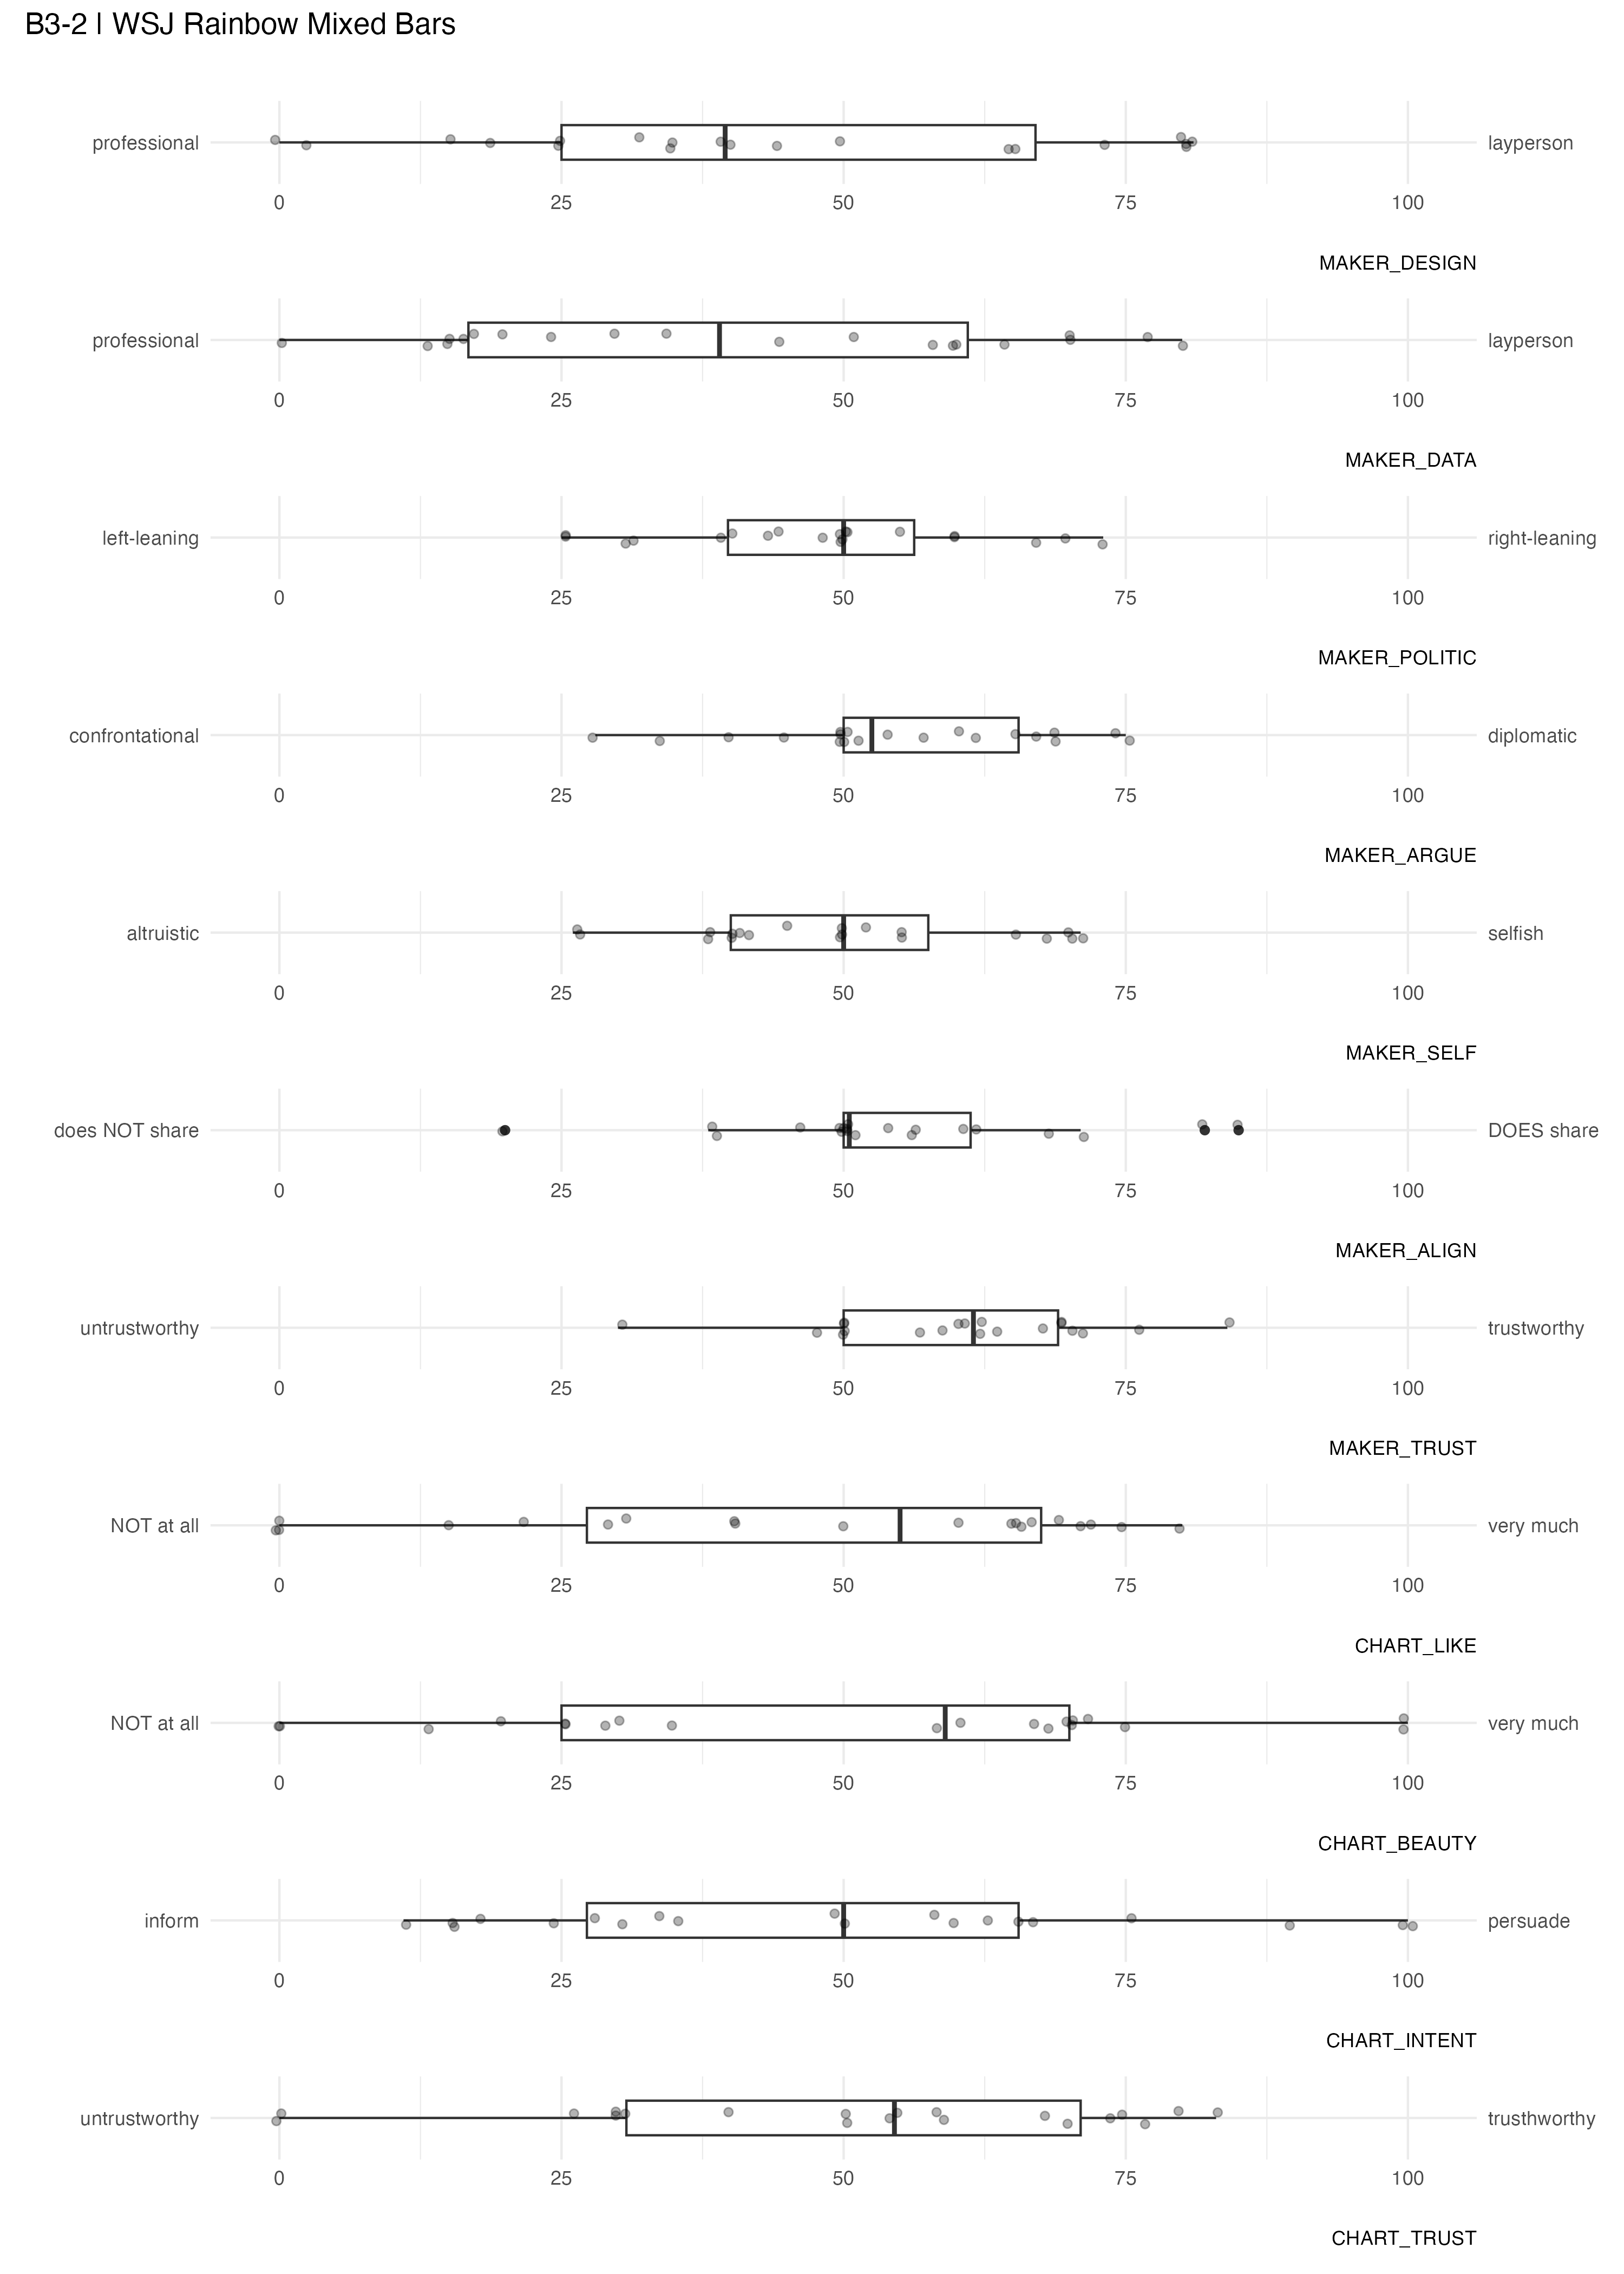 B3-2 | WSJ Rainbow Mixed Bars
professional layperson
0 25 50 75 100
MAKER_DESIGN
professional layperson
0 25 50 75 100
MAKER_DATA
left-leaning right-leaning
0 25 50 75 100
MAKER_POLITIC
confrontational diplomatic
0 25 50 75 100
MAKER_ARGUE
altruistic selfish
0 25 50 75 100
MAKER_SELF
does NOT share DOES share
0 25 50 75 100
MAKER_ALIGN
untrustworthy trustworthy
0 25 50 75 100
MAKER_TRUST
NOT at all very much
0 25 50 75 100
CHART_LIKE
NOT at all very much
0 25 50 75 100
CHART_BEAUTY
inform persuade
0 25 50 75 100
CHART_INTENT
untrustworthy trusthworthy
0 25 50 75 100
CHART_TRUST